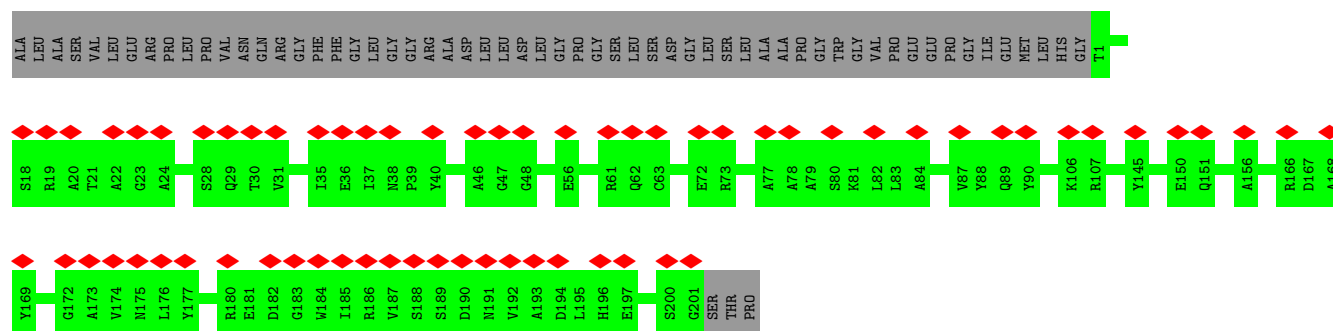 ALA LEU ALA SER VAL LEU GLU ARG PRO LEU PRO VAL ASN GLN ARG GLY PHE PHE GLY LEU GLY GLY ARG ALA ASP LEU LEU ASP LEU GLY PRO GLY SER LEU SER ASP GLY LEU SER LEU ALA ALA PRO GLY TRP GLY VAL PRO GLU GLU PRO GLY ILE GLU MET LEU HIS GLY T1
S18 R19 A20 T21 A22 G23 A24 S28 Q29 T30 V31 I35 E36 I37 N38 P39 Y40 A46 G47 G48 E56 R61 Q62 C63 E72 R73 A77 A78 A79 S80 K81 L82 L83 A84 V87 Y88 Q89 Y90 K106 R107 Y145 E150 Q151 A156 R166 D167 A168
Y169 G172 A173 V174 N175 L176 Y177 R180 E181 D182 G183 W184 I185 R186 V187 S188 S189 D190 N191 V192 A193 D194 L195 H196 E197 S200 G201 SER THR PRO